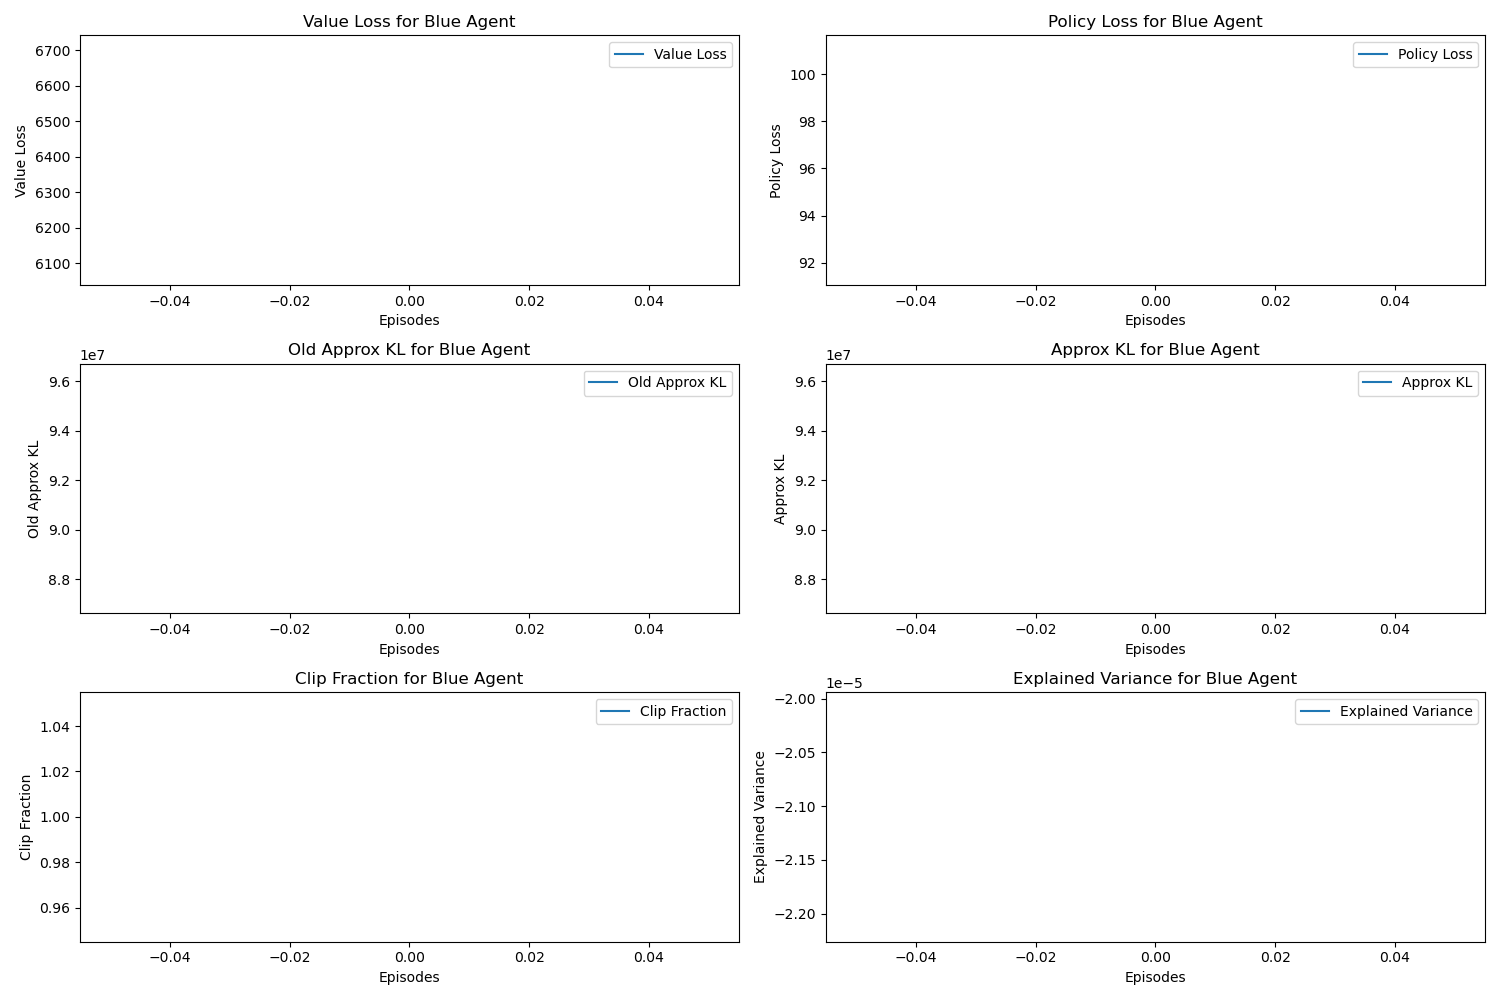 Value Loss for Blue Agent
Value Loss
6700
6600
6500
6400
6300
6200
6100
Value Loss
−0.04 −0.02 0.00 0.02 0.04
Episodes
Policy Loss for Blue Agent
Policy Loss
100
98
96
94
92
Policy Loss
−0.04 −0.02 0.00 0.02 0.04
Episodes
Old Approx KL for Blue Agent
1e7
Old Approx KL
9.6
9.4
9.2
9.0
8.8
Old Approx KL
−0.04 −0.02 0.00 0.02 0.04
Episodes
Approx KL for Blue Agent
1e7
Approx KL
9.6
9.4
9.2
9.0
8.8
Approx KL
−0.04 −0.02 0.00 0.02 0.04
Episodes
Clip Fraction for Blue Agent
Clip Fraction
1.04
1.02
1.00
0.98
0.96
Clip Fraction
−0.04 −0.02 0.00 0.02 0.04
Episodes
Explained Variance for Blue Agent
1e−5
Explained Variance
−2.00
−2.05
−2.10
−2.15
−2.20
Explained Variance
−0.04 −0.02 0.00 0.02 0.04
Episodes